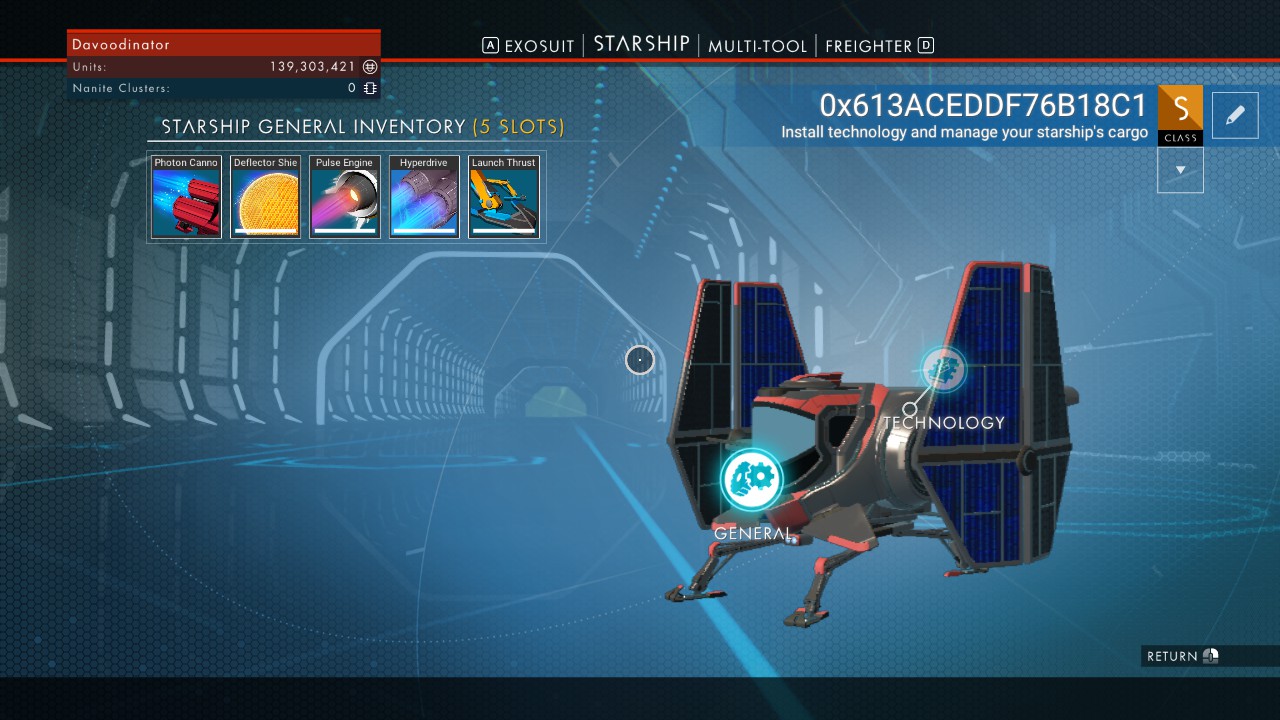 Davoodinator
Units: 139,303,421
Nanite Clusters: 0
A EXOSUIT STARSHIP MULTI-TOOL FREIGHTER D
0x613ACEDDF76B18C1
Install technology and manage your starship's cargo
S
CLASS
STARSHIP GENERAL INVENTORY (5 SLOTS)
Photon Canno Deflector Shie Pulse Engine Hyperdrive Launch Thrust
TECHNOLOGY
GENERAL
RETURN